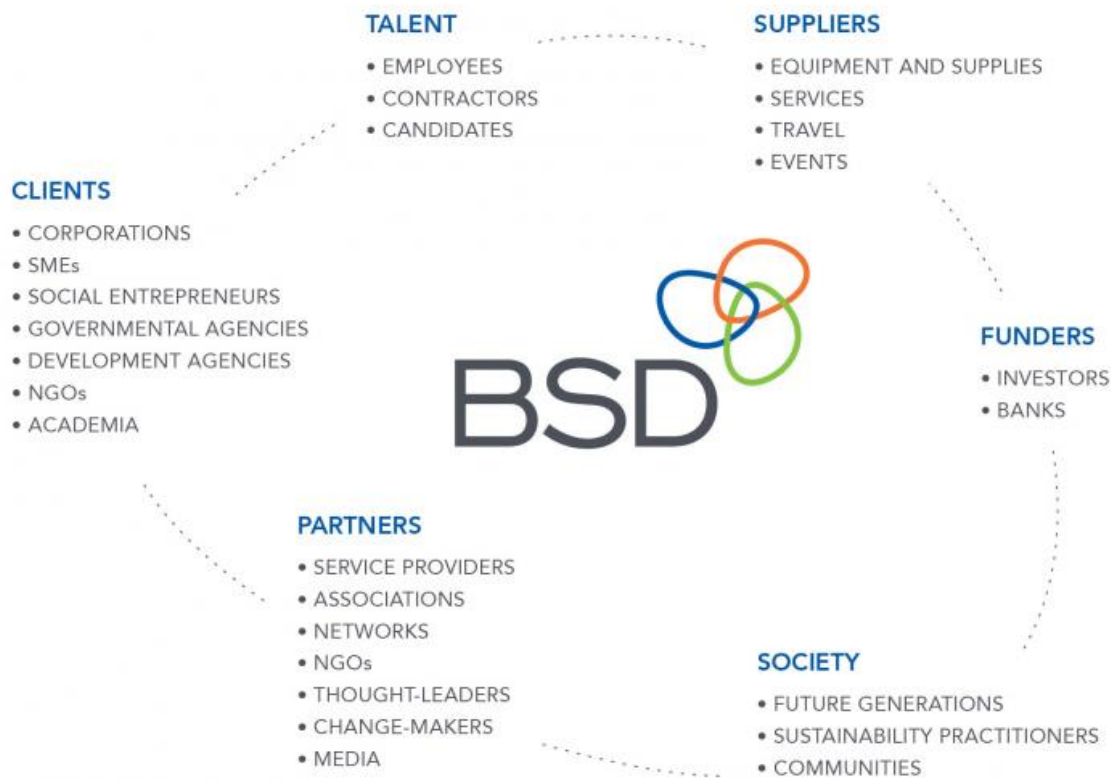 TALENT
• EMPLOYEES
• CONTRACTORS
• CANDIDATES
SUPPLIERS
• EQUIPMENT AND SUPPLIES
• SERVICES
• TRAVEL
• EVENTS
CLIENTS
• CORPORATIONS
• SMEs
• SOCIAL ENTREPRENEURS
• GOVERNMENTAL AGENCIES
• DEVELOPMENT AGENCIES
• NGOs
• ACADEMIA
BSD
FUNDERS
• INVESTORS
• BANKS
PARTNERS
• SERVICE PROVIDERS
• ASSOCIATIONS
• NETWORKS
• NGOs
• THOUGHT-LEADERS
• CHANGE-MAKERS
• MEDIA
SOCIETY
• FUTURE GENERATIONS
• SUSTAINABILITY PRACTITIONERS
• COMMUNITIES